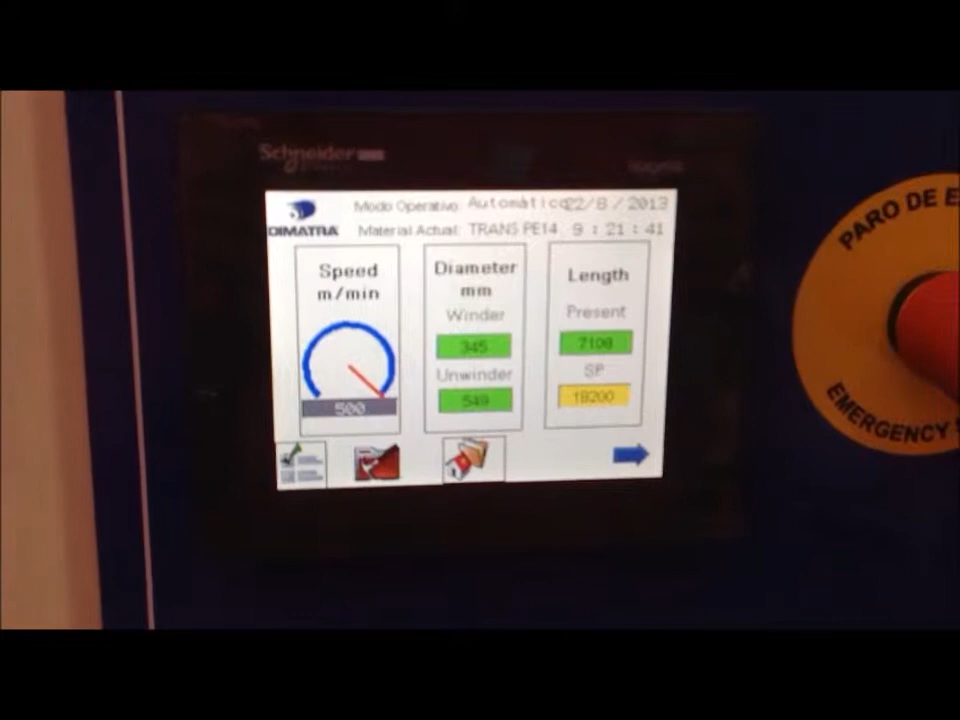 Schneider
Modo Operativo: Automático 22/8/2013
DIMATRA Material Actual: TRANS PE14 9:21:41
Speed
m/min
500
Diameter
mm
Winder
345
Unwinder
549
Length
Present
7108
SP
18200
PARO DE E
EMERGENCY S